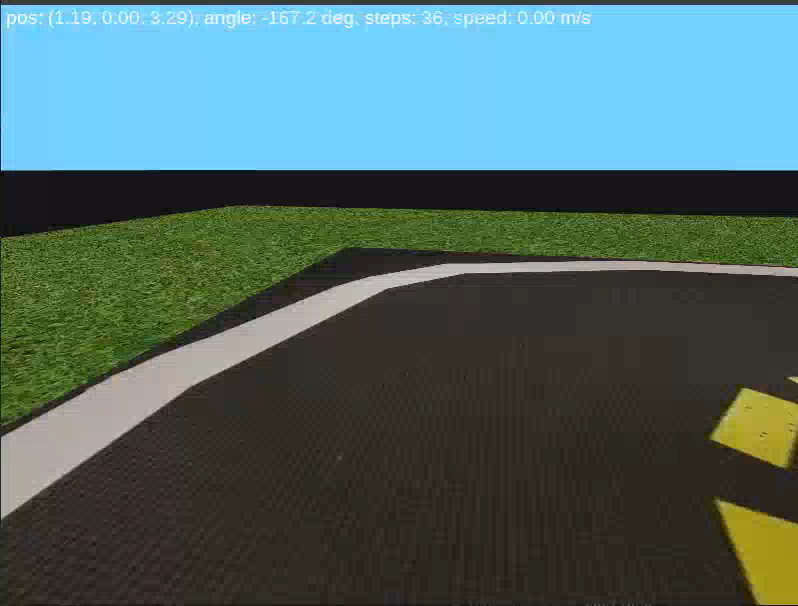 pos: (1.19, 0.00, 3.29), angle: -167.2 deg, steps: 36, speed: 0.00 m/s